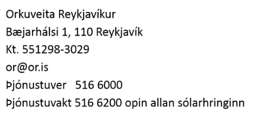 Orkuveita Reykjavíkur
Bæjarhálsi 1, 110 Reykjavík
Kt. 551298-3029
or@or.is
Þjónustuver 516 6000
Þjónustuvakt 516 6200 opin allan sólarhringinn